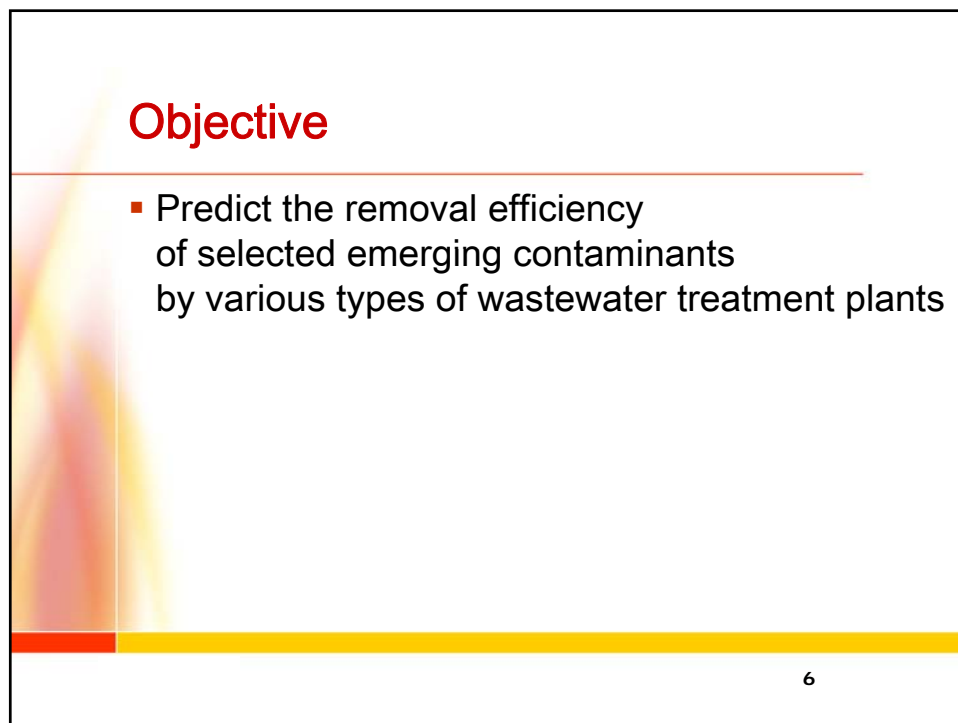 Objective
▪ Predict the removal efficiency
of selected emerging contaminants
by various types of wastewater treatment plants
6